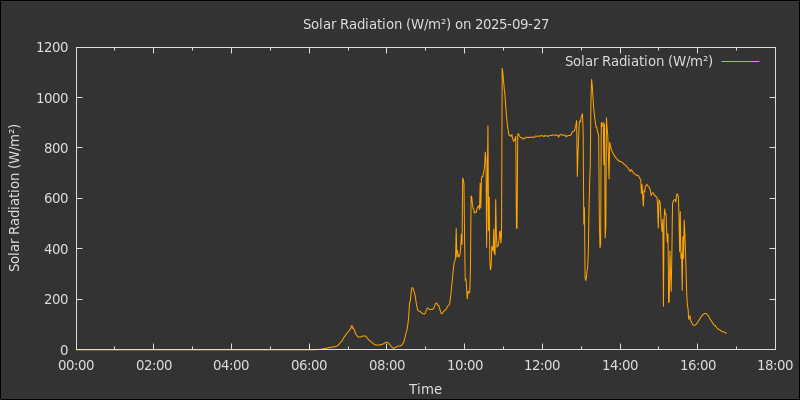 Solar Radiation (W/m²) on 2025-09-27
Solar Radiation (W/m²)
1200
1000
800
600
400
200
0
Solar Radiation (W/m²)
00:00 02:00 04:00 06:00 08:00 10:00 12:00 14:00 16:00 18:00
Time